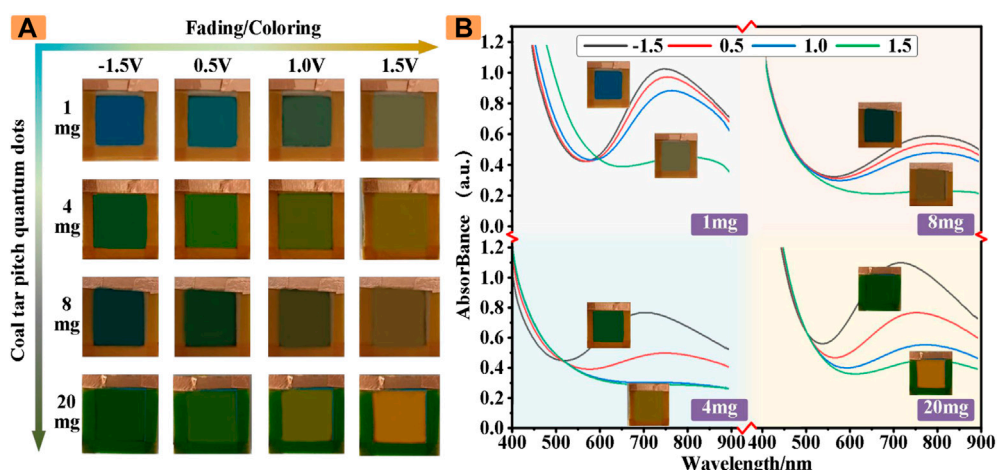 A
Fading/Coloring
-1.5V 0.5V 1.0V 1.5V
1
mg
4
mg
8
mg
20
mg
Coal tar pitch quantum dots
B
-1.5 0.5 -1.0 1.5
AbsorBance (a.u.)
1.2
1.0
0.8
0.6
0.4
0.2
0.0
1mg
8mg
1.2
1.0
0.8
0.6
0.4
0.2
0.0
4mg
20mg
400 500 600 700 800 900 400 500 600 700 800 900
Wavelength/nm